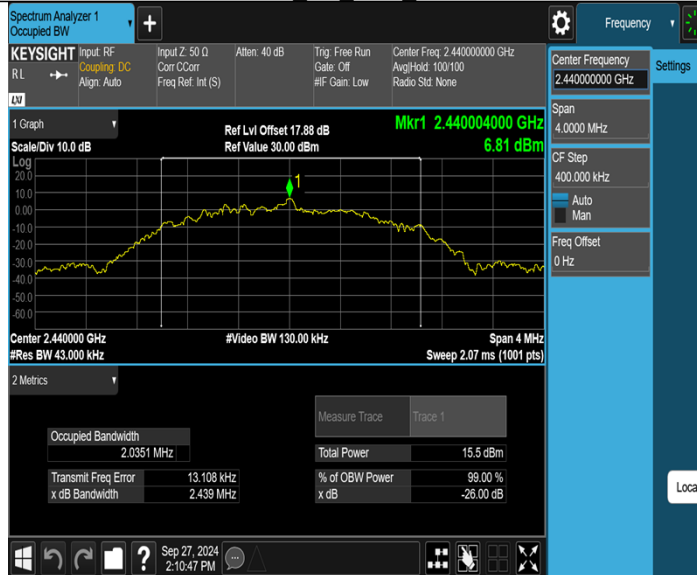 Spectrum Analyzer 1
Occupied BW
Frequency
KEYSIGHT
RL
LXI
Input: RF
Coupling: DC
Align: Auto
Input Z: 50 Ω
Corr CCorr
Freq Ref: Int (S)
Atten: 40 dB
Trig: Free Run
Gate: Off
#IF Gain: Low
Center Freq: 2.440000000 GHz
Avg|Hold: 100/100
Radio Std: None
Center Frequency
2.440000000 GHz
Settings
Span
4.0000 MHz
CF Step
400.000 kHz
Auto
Man
Freq Offset
0 Hz
Local
1 Graph
Scale/Div 10.0 dB
Ref Lvl Offset 17.88 dB
Ref Value 30.00 dBm
Mkr1 2.440004000 GHz
6.81 dBm
Log
20.0
10.0
0.00
-10.0
-20.0
-30.0
-40.0
-50.0
-60.0
1
Center 2.440000 GHz
#Res BW 43.000 kHz
#Video BW 130.00 kHz
Span 4 MHz
Sweep 2.07 ms (1001 pts)
2 Metrics
Measure Trace Trace 1
Occupied Bandwidth
2.0351 MHz
Total Power 15.5 dBm
Transmit Freq Error 13.108 kHz
% of OBW Power 99.00 %
x dB Bandwidth 2.439 MHz
x dB -26.00 dB
?
Sep 27, 2024
2:10:47 PM